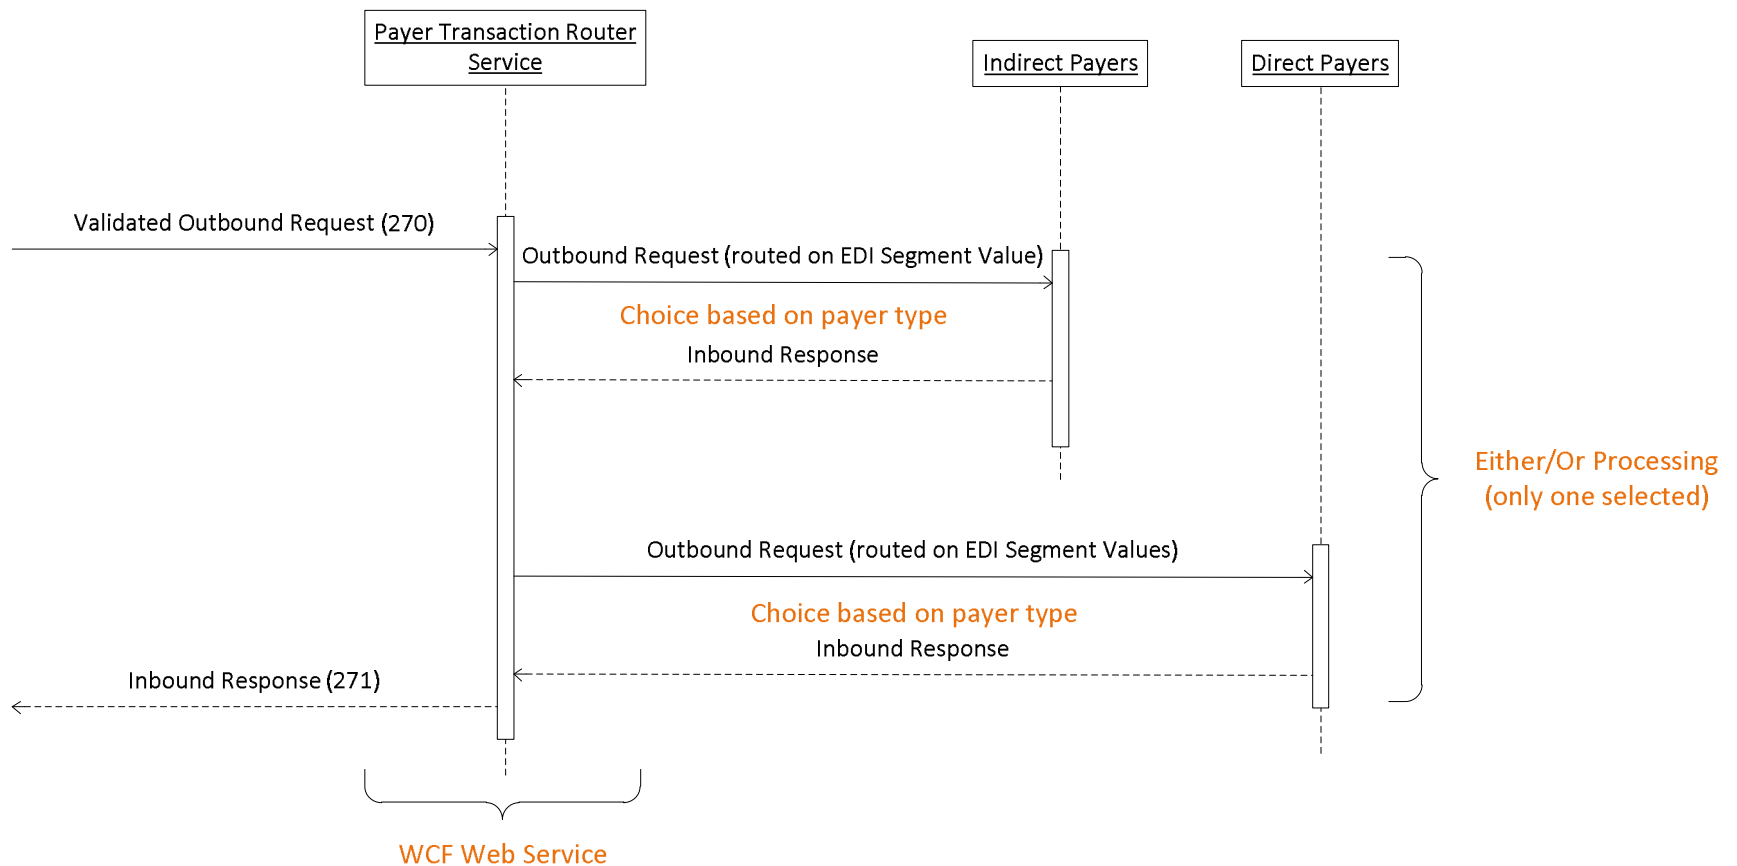 Payer Transaction Router
Service
Indirect Payers
Direct Payers
Validated Outbound Request (270)
Outbound Request (routed on EDI Segment Value)
Choice based on payer type
Inbound Response
Either/Or Processing
(only one selected)
Outbound Request (routed on EDI Segment Values)
Choice based on payer type
Inbound Response
Inbound Response (271)
WCF Web Service